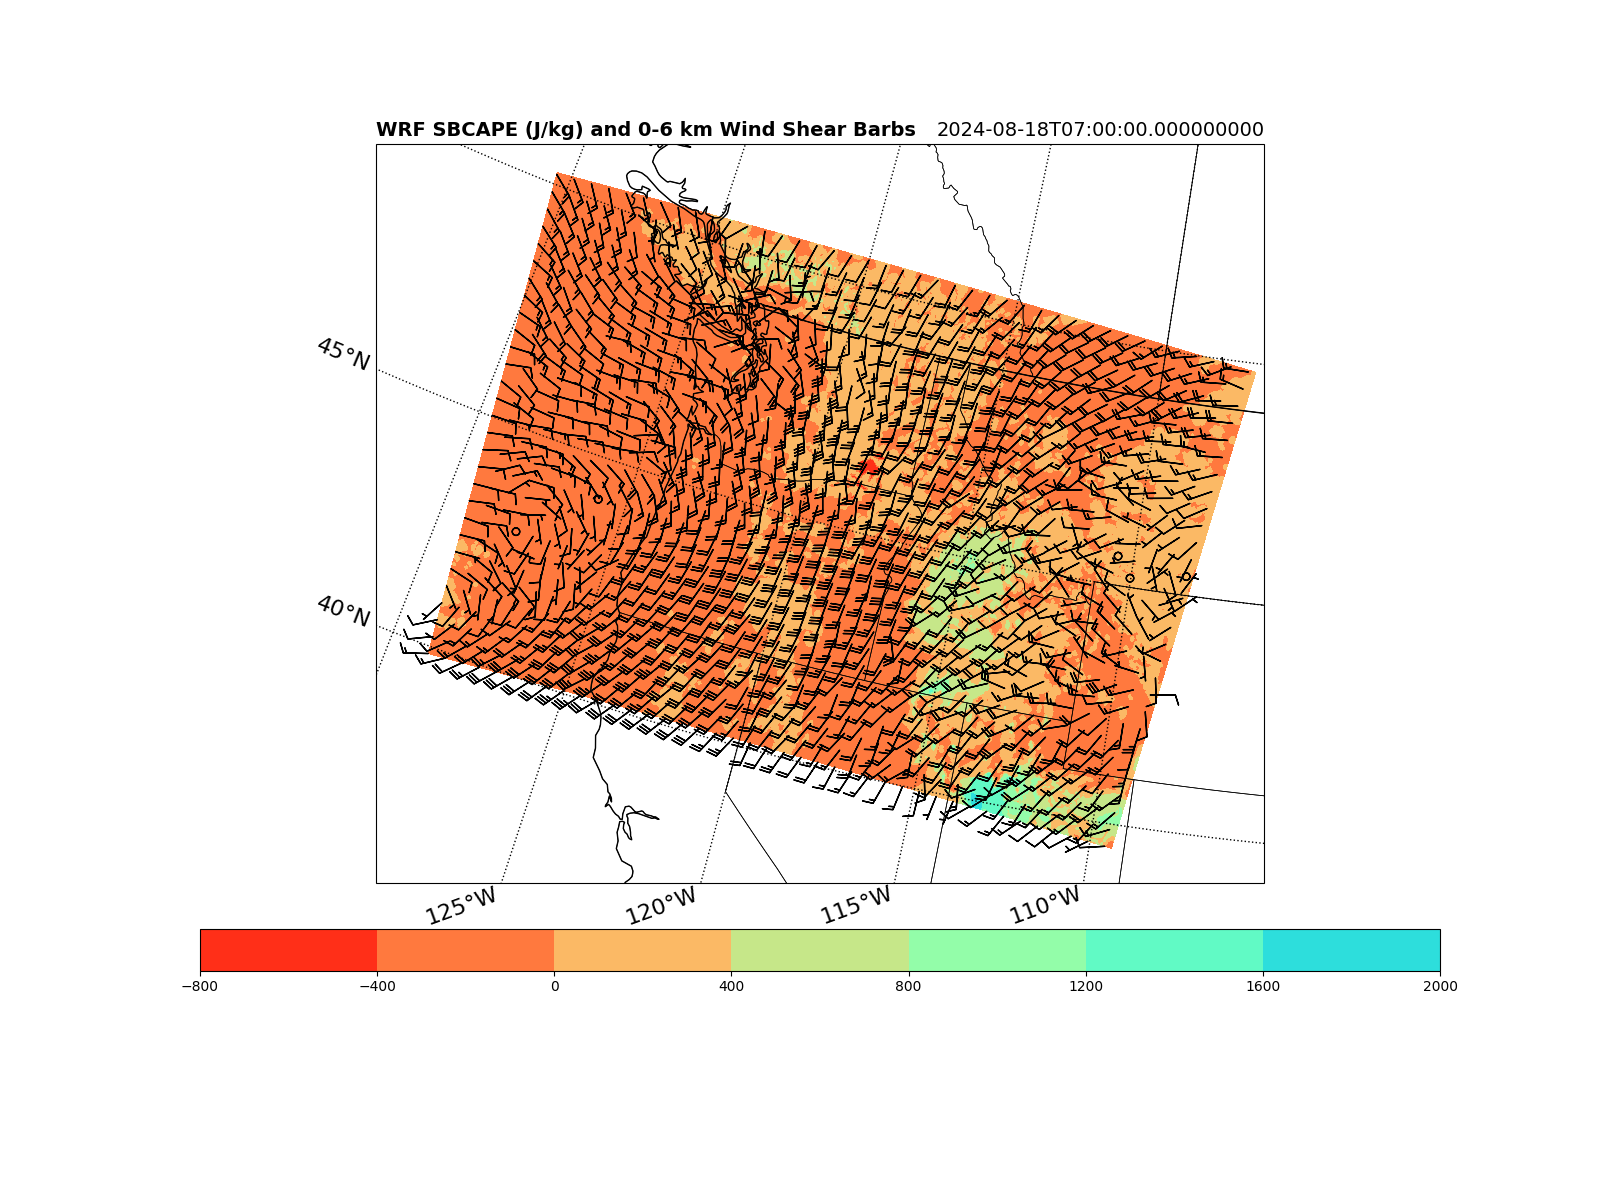 WRF SBCAPE (J/kg) and 0-6 km Wind Shear Barbs 2024-08-18T07:00:00.000000000
45°N
40°N
125°W 120°W 115°W 110°W
−800 −400 0 400 800 1200 1600 2000